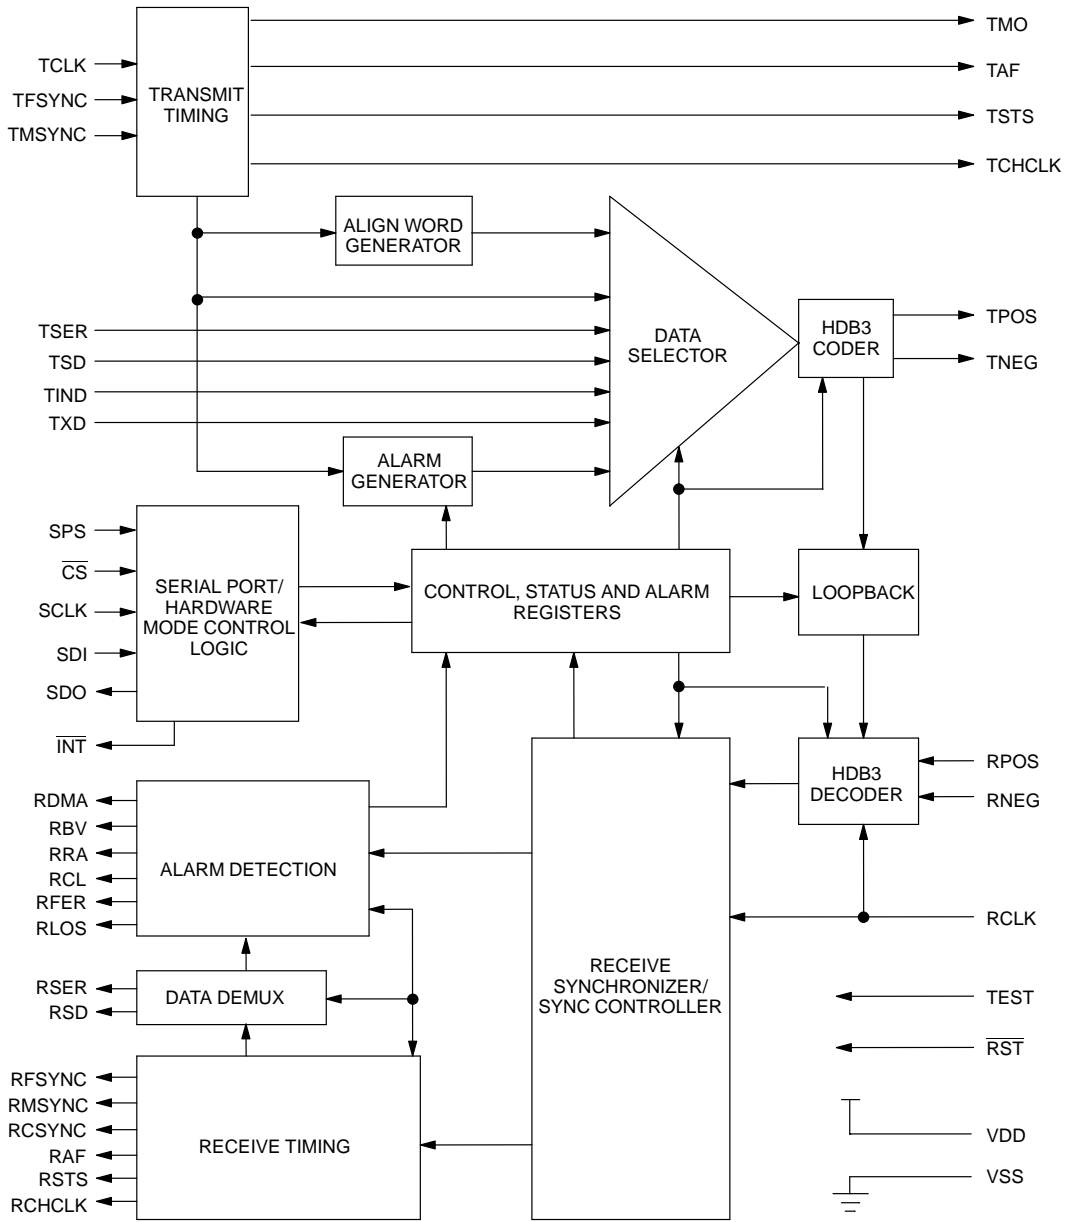 TMO
TCLK
TAF
TRANSMIT
TIMING
TFSYNC
TSTS
TMSYNC
TCHCLK
ALIGN WORD
GENERATOR
TSER
TSD
TIND
TXD
DATA
SELECTOR
HDB3
CODER
TPOS
TNEG
ALARM
GENERATOR
SPS
CS
SCLK
SDI
SDO
INT
SERIAL PORT/
HARDWARE
MODE CONTROL
LOGIC
CONTROL, STATUS AND ALARM
REGISTERS
LOOPBACK
HDB3
DECODER
RPOS
RNEG
RDMA
RBV
RRA
RCL
RFER
RLOS
ALARM DETECTION
RCLK
RECEIVE
SYNCHRONIZER/
SYNC CONTROLLER
RSER
RSD
DATA DEMUX
TEST
RST
RFSYNC
RMSYNC
RCSYNC
RAF
RSTS
RCHCLK
RECEIVE TIMING
VDD
VSS